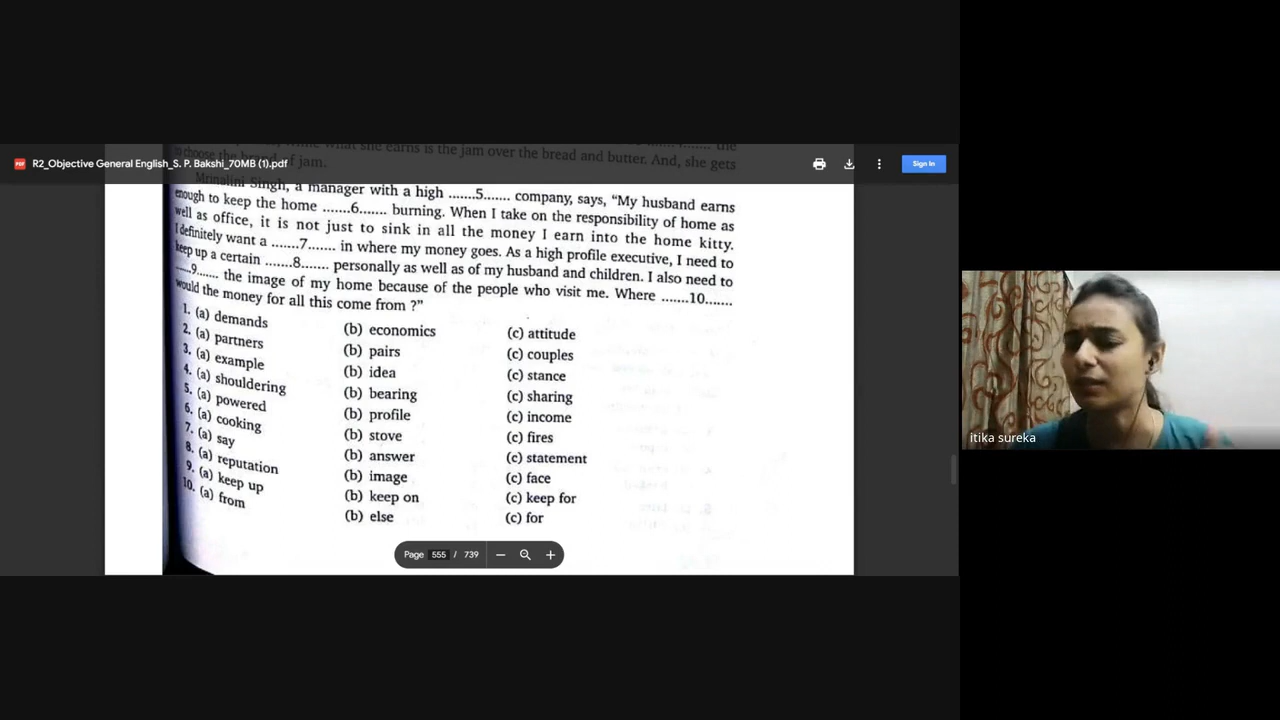 what she earns is the jam over the bread and butter. And, she gets
R2_Objective General English_S. P. Bakshi_70MB (1).pdf
Sign In
Mrinalini Singh, a manager with a high .......5....... company, says, “My husband earns
enough to keep the home .......6....... burning. When I take on the responsibility of home as
well as office, it is not just to sink in all the money I earn into the home kitty.
I definitely want a .......7....... in where my money goes. As a high profile executive, I need to
keep up a certain .......8....... personally as well as of my husband and children. I also need to
......9....... the image of my home because of the people who visit me. Where .......10.......
would the money for all this come from ?”
1. (a) demands (b) economics (c) attitude
2. (a) partners (b) pairs (c) couples
3. (a) example (b) idea (c) stance
4. (a) shouldering (b) bearing (c) sharing
5. (a) powered (b) profile (c) income
6. (a) cooking (b) stove (c) fires
7. (a) say (b) answer (c) statement
8. (a) reputation (b) image (c) face
9. (a) keep up (b) keep on (c) keep for
10. (a) from (b) else (c) for
Page 555 / 739
itika sureka